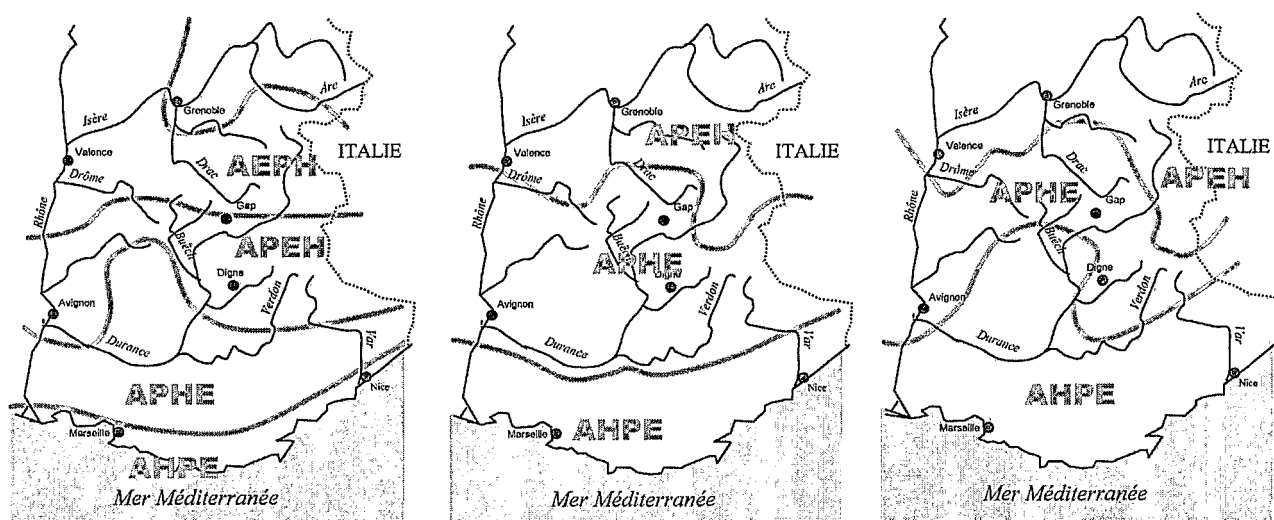 Isère
Arc
Grenoble
Valence
AEPH
ITALIE
Drôme
Drac
Rhône
Gap
Buëch
APEH
Digne
Verdon
Avignon
Durance
Var
APHE
Nice
Marseille
AHPE
Mer Méditerranée
Arc
Grenoble
Isère
APEH
Valence
ITALIE
Drôme
Drac
Rhône
Gap
Buëch
APHE
Verdon
Avignon
Durance
Var
Nice
Marseille
AHPE
Mer Méditerranée
Arc
Grenoble
Isère
Valence
ITALIE
Drôme
Drac
APHE
APEH
Rhône
Gap
Buëch
Digne
Verdon
Avignon
Durance
Var
Nice
AHPE
Marseille
Mer Méditerranée